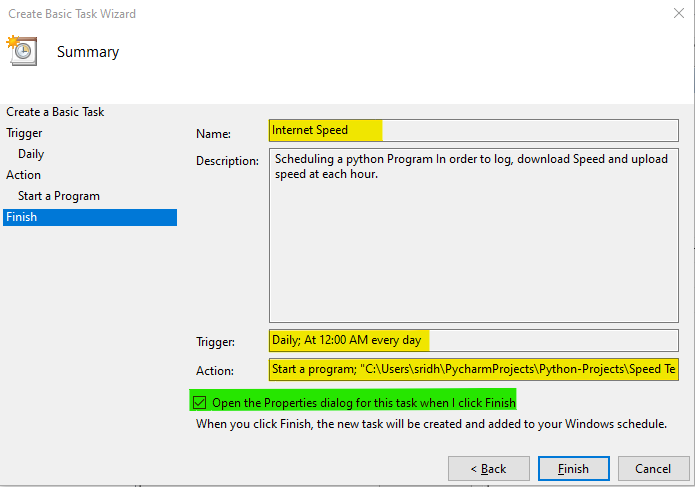 Create Basic Task Wizard
Summary
Create a Basic Task
Trigger
Daily
Action
Start a Program
Finish
Name:
Internet Speed
Description:
Scheduling a python Program In order to log, download Speed and upload
speed at each hour.
Trigger:
Daily; At 12:00 AM every day
Action:
Start a program; "C:\Users\sridh\PycharmProjects\Python-Projects\Speed Te
Open the Properties dialog for this task when I click Finish
When you click Finish, the new task will be created and added to your Windows schedule.
< Back
Finish
Cancel